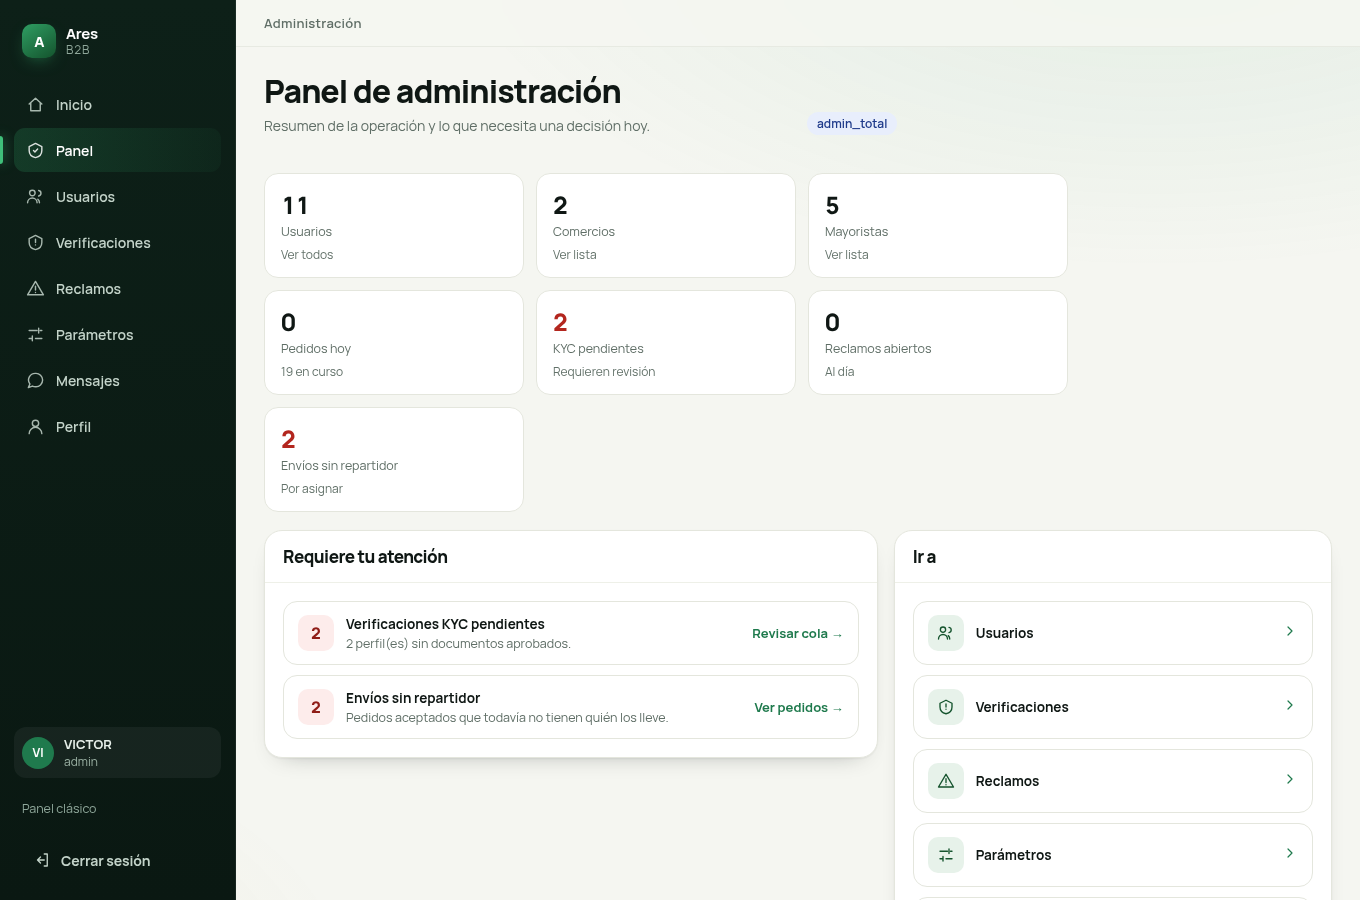 A
Ares
B2B
Inicio
Panel
Usuarios
Verificaciones
Reclamos
Parámetros
Mensajes
Perfil
VI
VICTOR
admin
Panel clásico
Cerrar sesión
Administración
Panel de administración
Resumen de la operación y lo que necesita una decisión hoy.
admin_total
11
Usuarios
Ver todos
2
Comercios
Ver lista
5
Mayoristas
Ver lista
0
Pedidos hoy
19 en curso
2
KYC pendientes
Requieren revisión
0
Reclamos abiertos
Al día
2
Envíos sin repartidor
Por asignar
Requiere tu atención
2
Verificaciones KYC pendientes
2 perfil(es) sin documentos aprobados.
Revisar cola →
2
Envíos sin repartidor
Pedidos aceptados que todavía no tienen quién los lleve.
Ver pedidos →
Ir a
Usuarios
Verificaciones
Reclamos
Parámetros